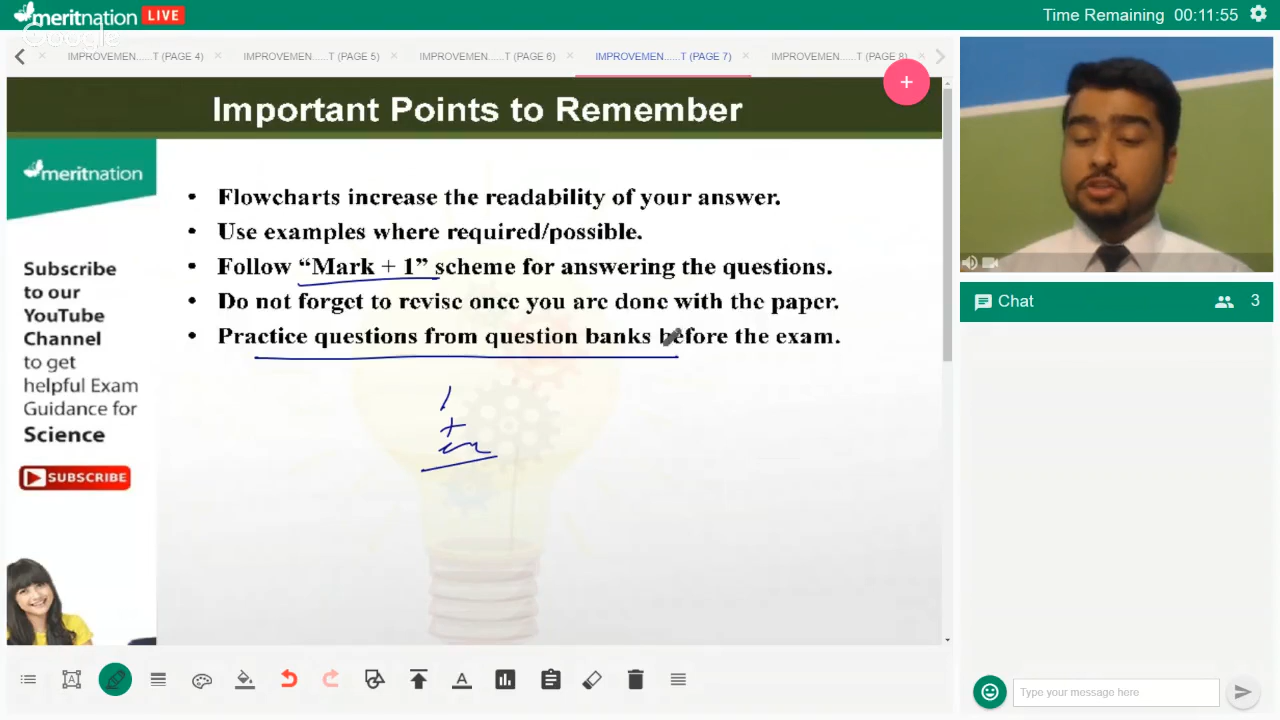 meritnation LIVE
Google
Time Remaining 00:11:55
IMPROVEMEN......T (PAGE 4)
IMPROVEMEN......T (PAGE 5)
IMPROVEMEN......T (PAGE 6)
IMPROVEMEN......T (PAGE 7)
IMPROVEMEN......T (PAGE 8)
Important Points to Remember
meritnation
• Flowcharts increase the readability of your answer.
• Use examples where required/possible.
• Follow “Mark + 1” scheme for answering the questions.
• Do not forget to revise once you are done with the paper.
• Practice questions from question banks before the exam.
Subscribe
to our
YouTube
Channel
to get
helpful Exam
Guidance for
Science
SUBSCRIBE
Chat
3
Type your message here